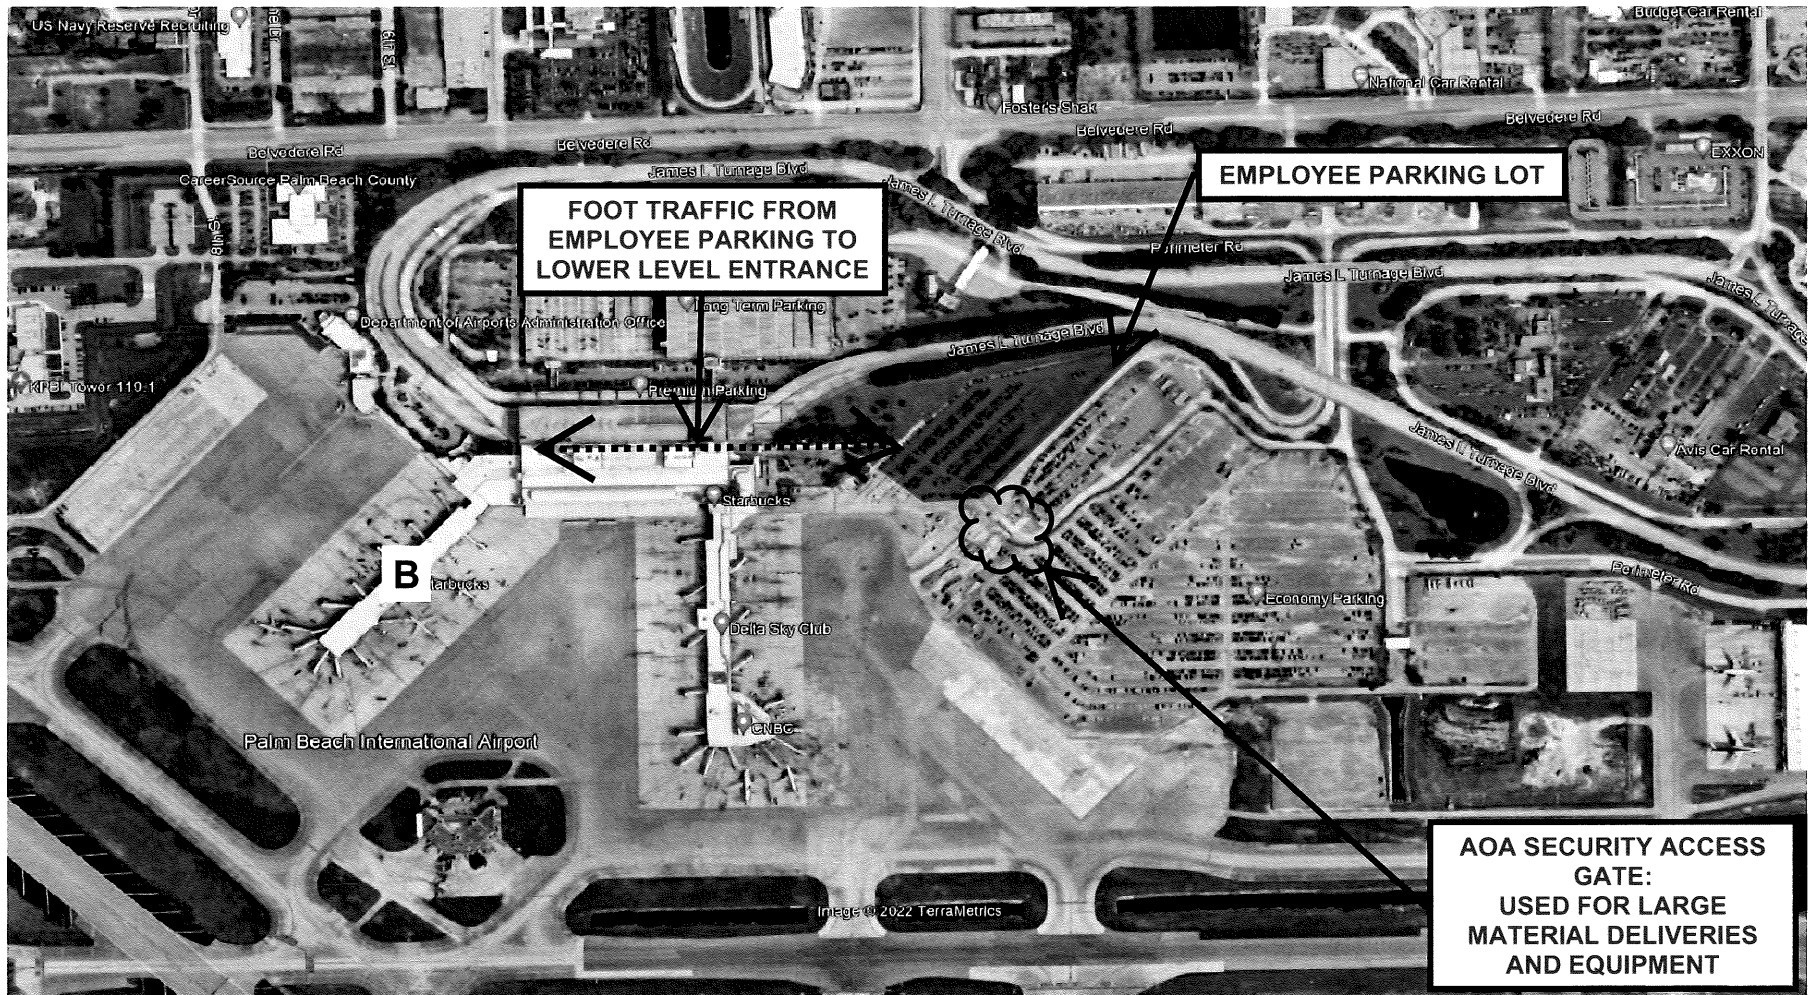 US Navy Reserve Recruiting
Budget Car Rental
National Car Rental
Foster's Shak
Belvedere Rd
Belvedere Rd
Belvedere Rd
Belvedere Rd
EXXON
James L Turnage Blvd
EMPLOYEE PARKING LOT
CareerSource Palm Beach County
James L Turnage Blvd
FOOT TRAFFIC FROM
EMPLOYEE PARKING TO
LOWER LEVEL ENTRANCE
Perimeter Rd
James L Turnage Blvd
James L Turnage
Long Term Parking
Department of Airports Administration Office
James L Turnage Blvd
Premium Parking
KPBI Tower 110-1
James L Turnage Blvd
Avis Car Rental
Starbucks
B
tarbucks
Perimeter Rd
Economy Parking
Delta Sky Club
CNBC
Palm Beach International Airport
AOA SECURITY ACCESS
GATE:
USED FOR LARGE
MATERIAL DELIVERIES
AND EQUIPMENT
Image © 2022 TerraMetrics